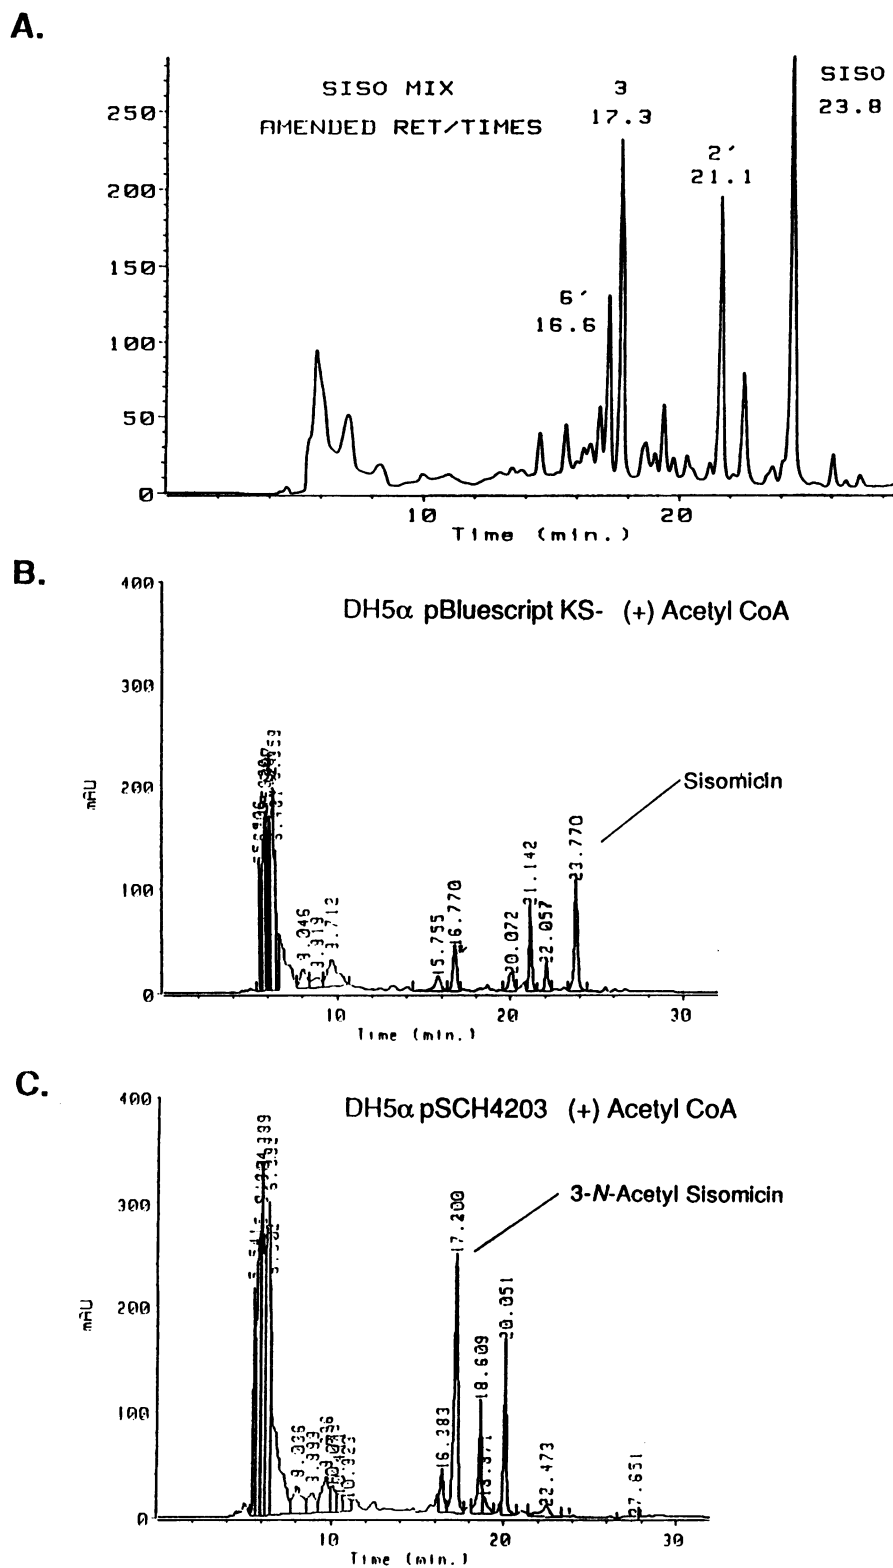 A.
SISO MIX
AMENDED RET/TIMES
3
17.3
SISO
23.8
2′
21.1
6′
16.6
250
200
150
100
50
0
10
20
Time (min.)
B.
DH5α pBluescript KS- (+) Acetyl CoA
400
300
200
100
0
mAU
Sisomicin
15.755
16.770
20.072
21.142
22.057
23.770
10
20
30
Time (min.)
C.
DH5α pSCH4203 (+) Acetyl CoA
400
300
200
100
0
mAU
3-N-Acetyl Sisomicin
16.383
17.200
18.609
20.051
22.473
27.651
10
20
30
Time (min.)